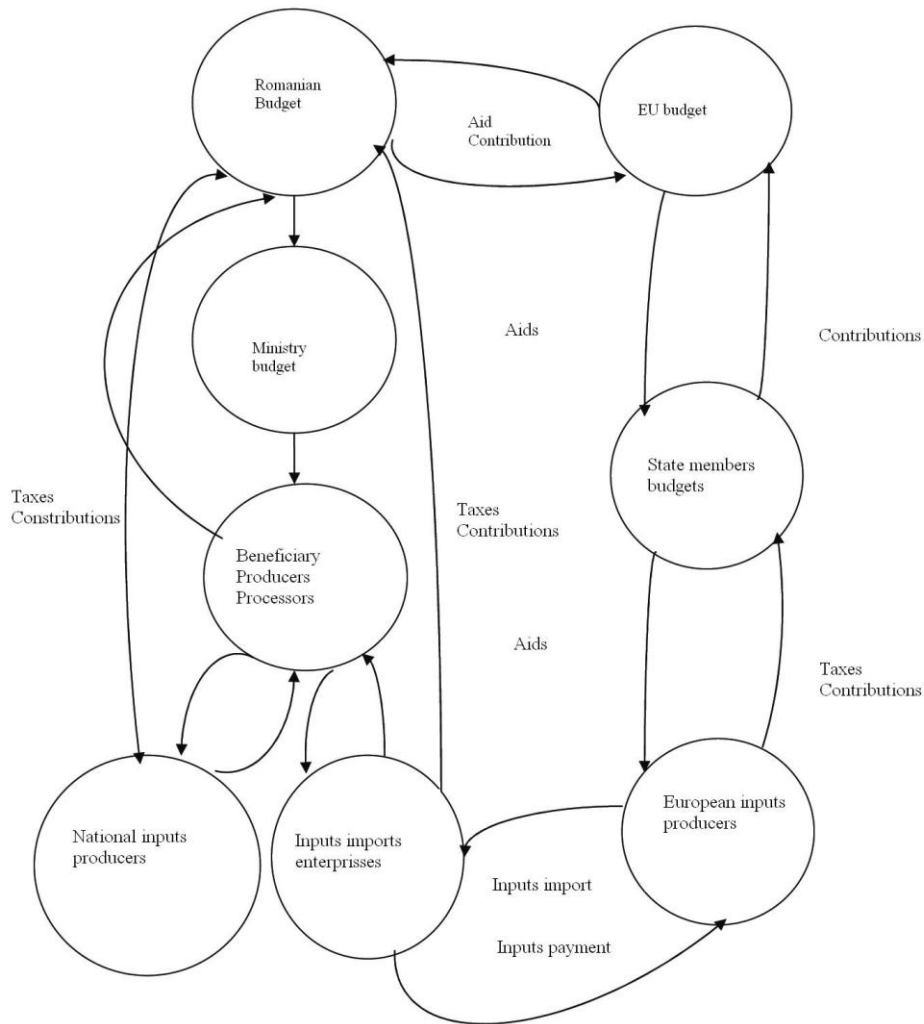 Romanian
Budget
Aid
Contribution
EU budget
Ministry
budget
Aids
Contributions
State members
budgets
Taxes
Constributions
Taxes
Contributions
Beneficiary
Producers
Processors
Aids
Taxes
Contributions
National inputs
producers
Inputs imports
enterprisses
European inputs
producers
Inputs import
Inputs payment